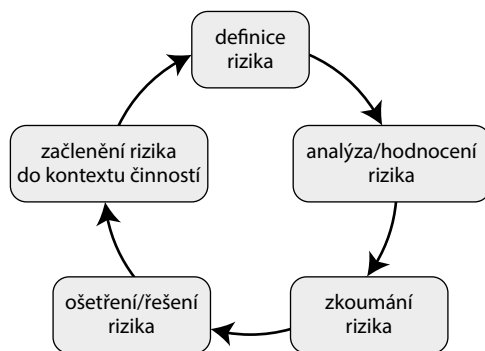 definice
rizika
analýza/hodnocení
rizika
zkoumání
rizika
ošetření/řešení
rizika
začlenění rizika
do kontextu činností